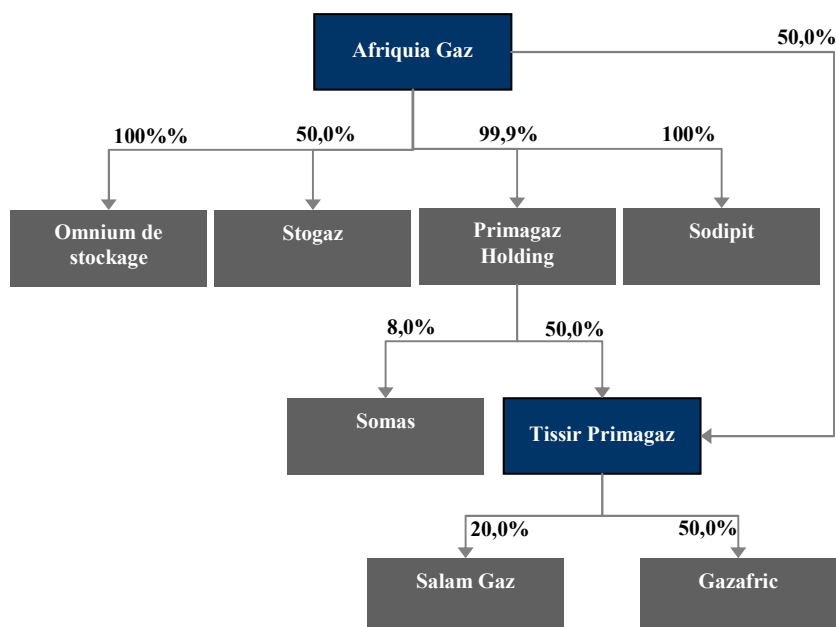 Afriquia Gaz
50,0%
100%%
50,0%
99,9%
100%
Omnium de
stockage
Stogaz
Primagaz
Holding
Sodipit
8,0%
50,0%
Somas
Tissir Primagaz
20,0%
50,0%
Salam Gaz
Gazafric